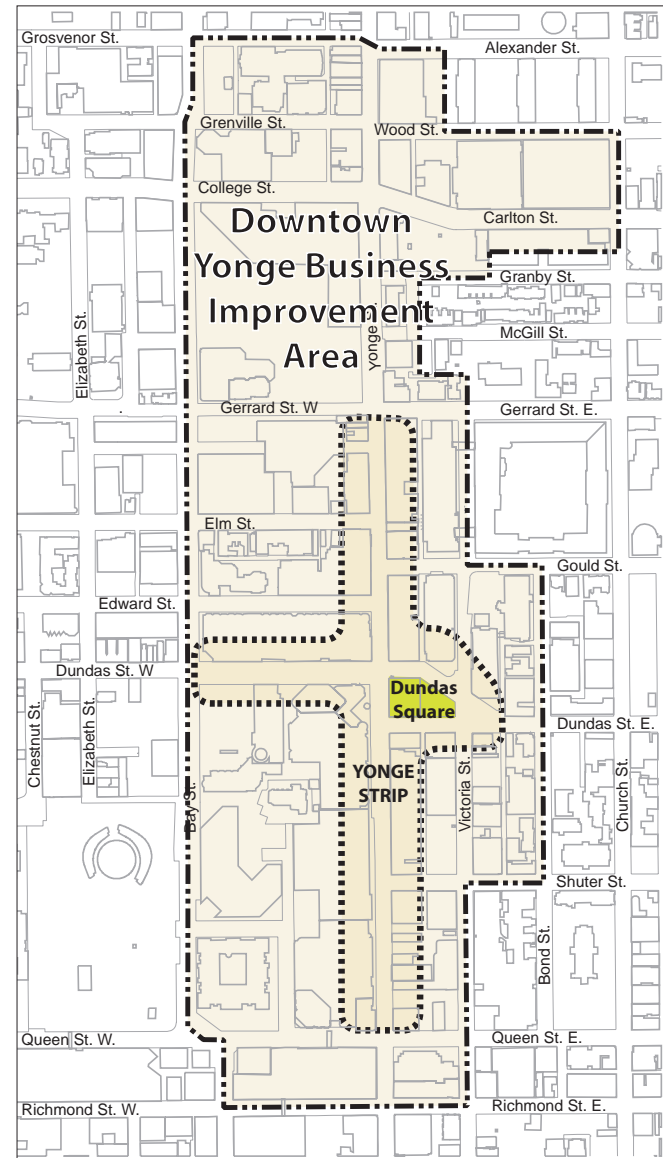 Grosvenor St.
Alexander St.
Grenville St.
Wood St.
College St.
Carlton St.
Downtown
Yonge Business
Improvement
Area
Granby St.
Yonge St.
McGill St.
Elizabeth St.
Gerrard St. W
Gerrard St. E.
Elm St.
Gould St.
Edward St.
Dundas St. W
Dundas
Square
Dundas St. E.
Chestnut St.
Elizabeth St.
Bay St.
YONGE
STRIP
Victoria St.
Church St.
Shuter St.
Bond St.
Queen St. W.
Queen St. E.
Richmond St. W.
Richmond St. E.